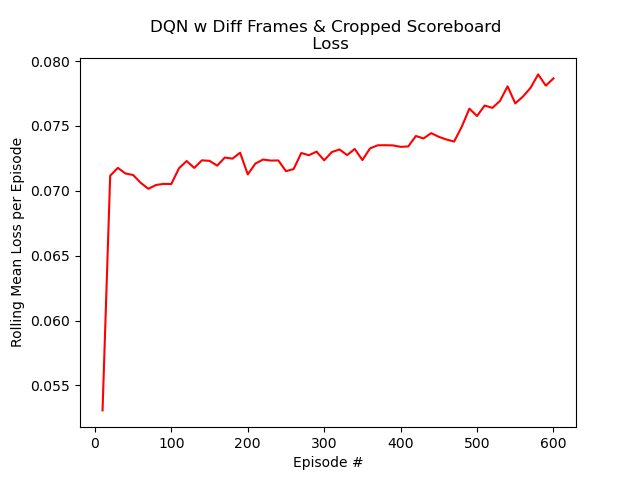 DQN w Diff Frames & Cropped Scoreboard
Loss
0.080
0.075
0.070
0.065
0.060
0.055
Rolling Mean Loss per Episode
0 100 200 300 400 500 600
Episode #